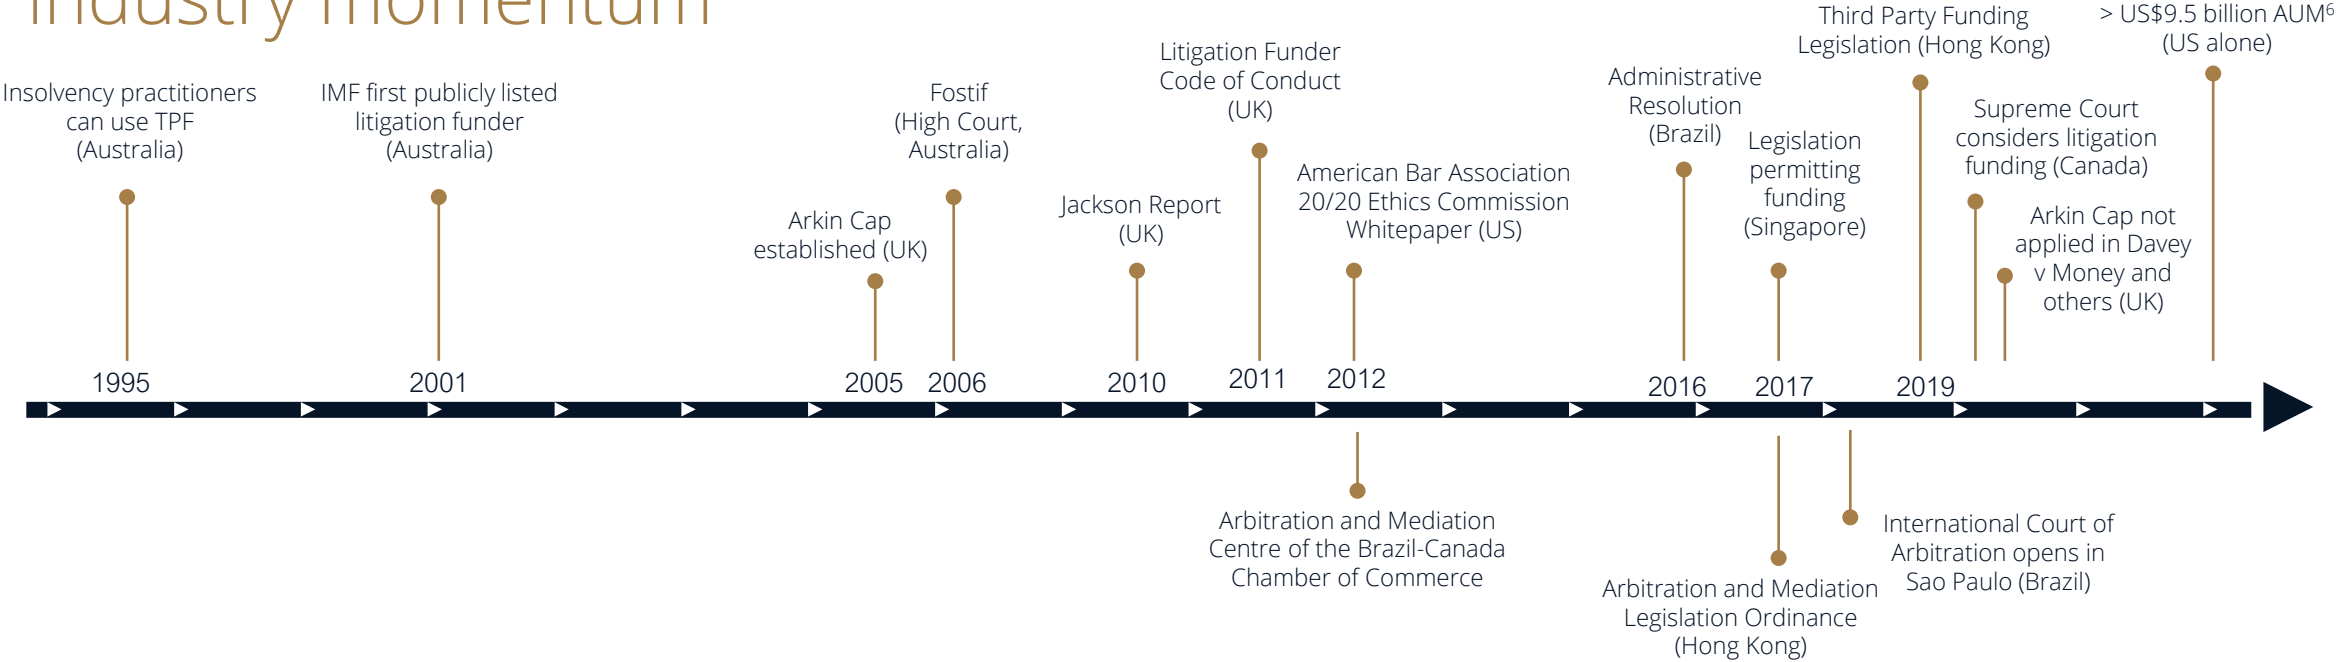 industry momentum
Insolvency practitioners
can use TPF
(Australia)
IMF first publicly listed
litigation funder
(Australia)
Arkin Cap
established (UK)
Fostif
(High Court,
Australia)
Jackson Report
(UK)
Litigation Funder
Code of Conduct
(UK)
American Bar Association
20/20 Ethics Commission
Whitepaper (US)
Administrative
Resolution
(Brazil)
Legislation
permitting
funding
(Singapore)
Third Party Funding
Legislation (Hong Kong)
Supreme Court
considers litigation
funding (Canada)
Arkin Cap not
applied in Davey
v Money and
others (UK)
> US$9.5 billion AUM⁶
(US alone)
1995
2001
2005
2006
2010
2011
2012
2016
2017
2019
Arbitration and Mediation
Centre of the Brazil-Canada
Chamber of Commerce
Arbitration and Mediation
Legislation Ordinance
(Hong Kong)
International Court of
Arbitration opens in
Sao Paulo (Brazil)